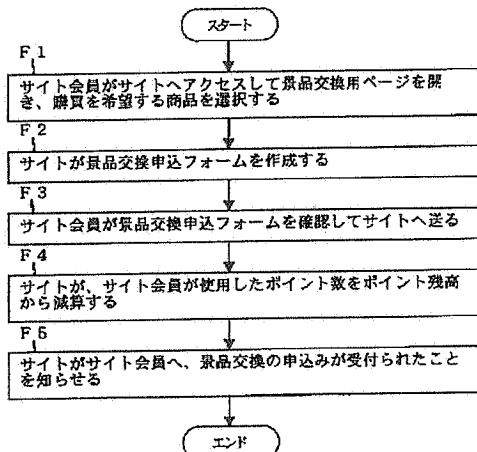 スタート
F1
サイト会員がサイトへアクセスして景品交換用ページを開
き、購買を希望する商品を選択する
F2
サイトが景品交換申込フォームを作成する
F3
サイト会員が景品交換申込フォームを確認してサイトへ送る
F4
サイトが、サイト会員が使用したポイント数をポイント残高
から減算する
F5
サイトがサイト会員へ、景品交換の申込みが受付られたこと
を知らせる
エンド